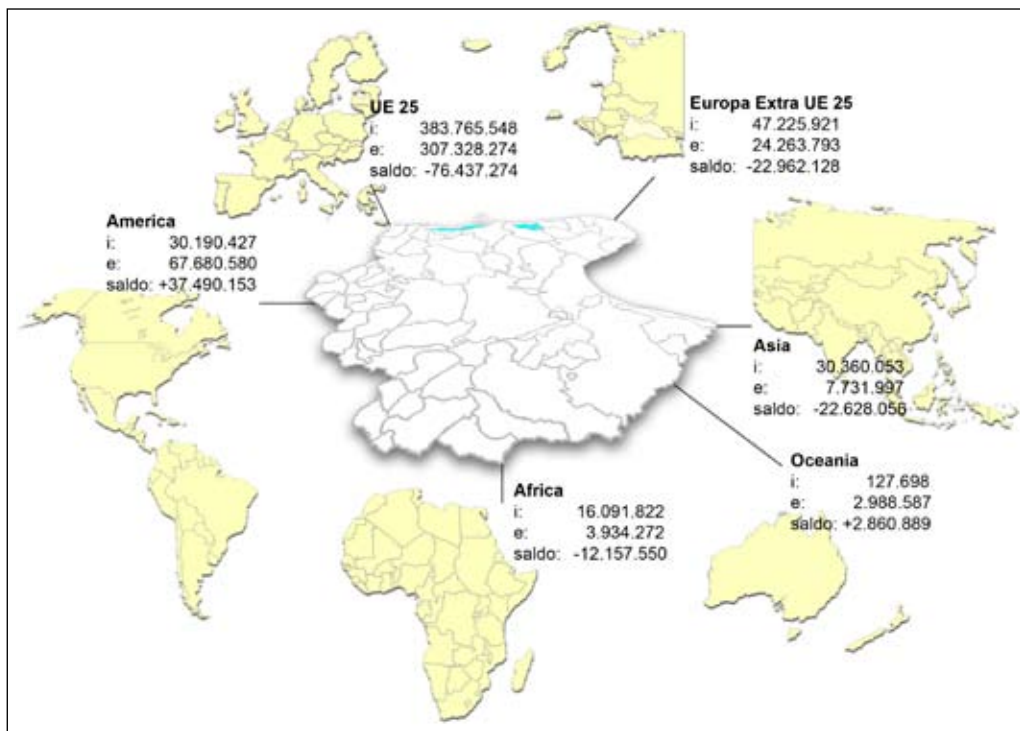 UE 25
i: 383.765.548
e: 307.328.274
saldo: -76.437.274
Europa Extra UE 25
i: 47.225.921
e: 24.263.793
saldo: -22.962.128
America
i: 30.190.427
e: 67.680.580
saldo: +37.490.153
Asia
i: 30.360.053
e: 7.731.997
saldo: -22.628.056
Oceania
i: 127.698
e: 2.988.587
saldo: +2.860.889
Africa
i: 16.091.822
e: 3.934.272
saldo: -12.157.550